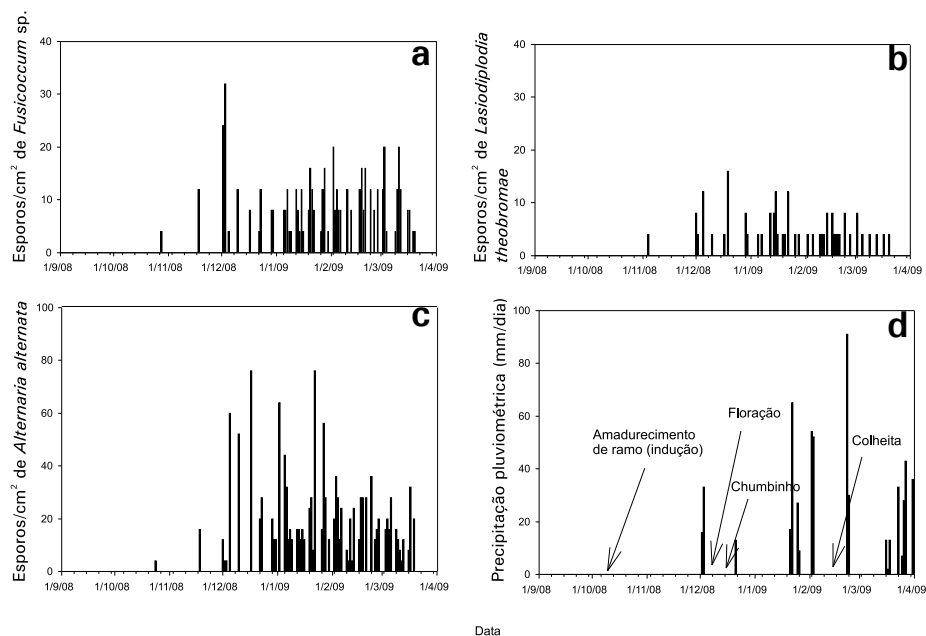 Esporos/cm² de Fusicoccum sp.
a
40
30
20
10
0
1/9/08 1/10/08 1/11/08 1/12/08 1/1/09 1/2/09 1/3/09 1/4/09
Esporos/cm² de Lasiodiplodia
theobromae
b
40
30
20
10
0
1/9/08 1/10/08 1/11/08 1/12/08 1/1/09 1/2/09 1/3/09 1/4/09
Esporos/cm² de Alternaria alternata
c
100
80
60
40
20
0
1/9/08 1/10/08 1/11/08 1/12/08 1/1/09 1/2/09 1/3/09 1/4/09
Precipitação pluviométrica (mm/dia)
d
100
80
60
40
20
0
Floração
Amadurecimento
de ramo (indução)
Colheita
Chumbinho
1/9/08 1/10/08 1/11/08 1/12/08 1/1/09 1/2/09 1/3/09 1/4/09
Data